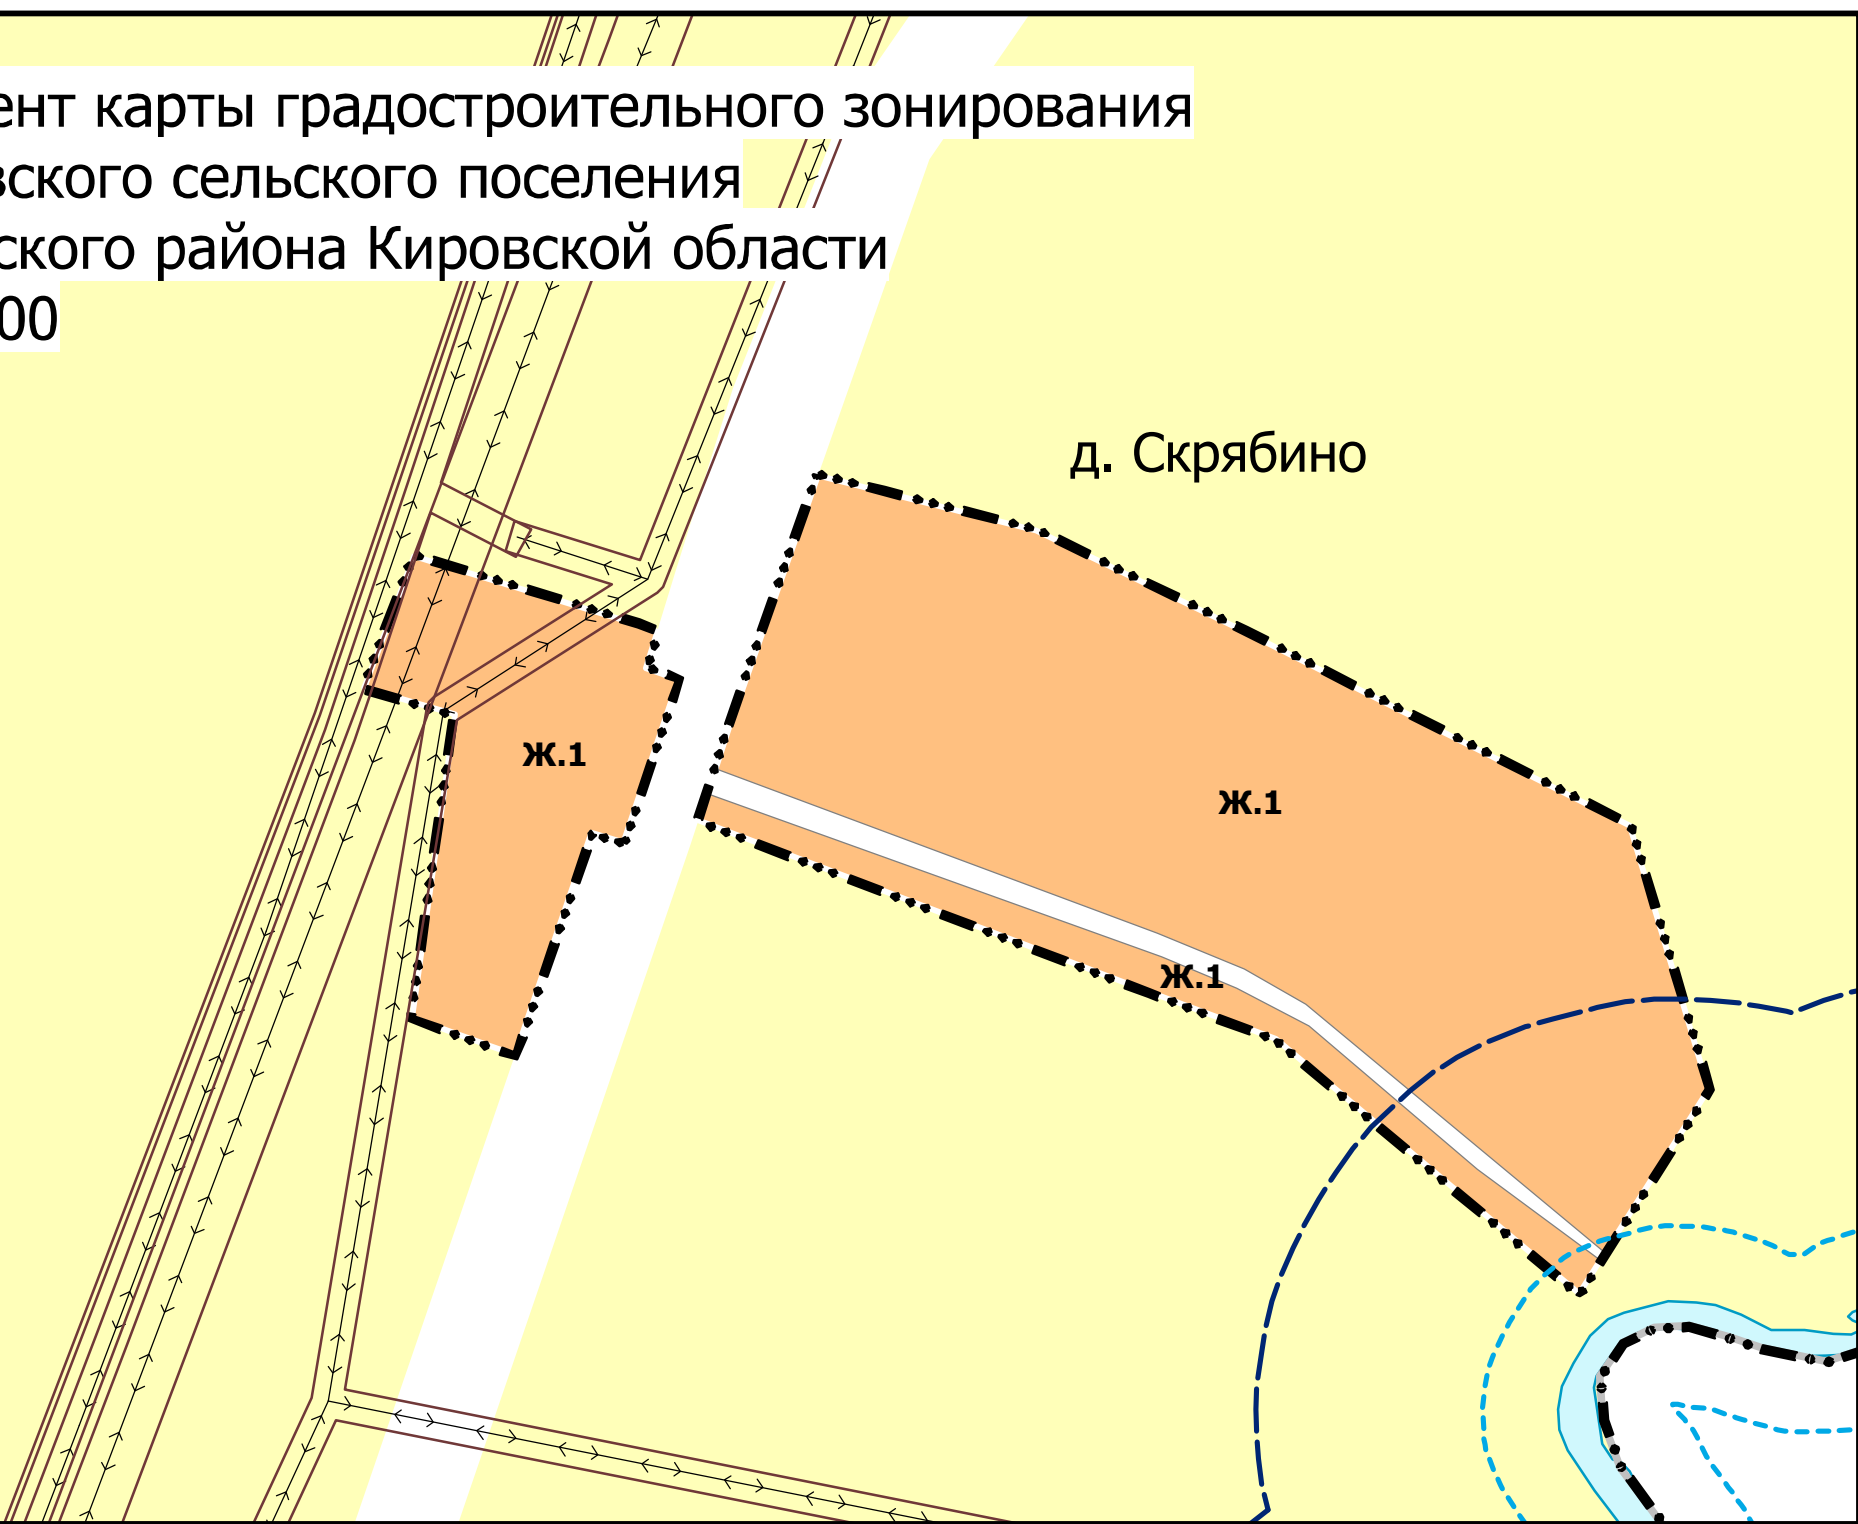 ент карты градостроительного зонирования
вского сельского поселения
ского района Кировской области
00
д. Скрябино
Ж.1
Ж.1
Ж.1